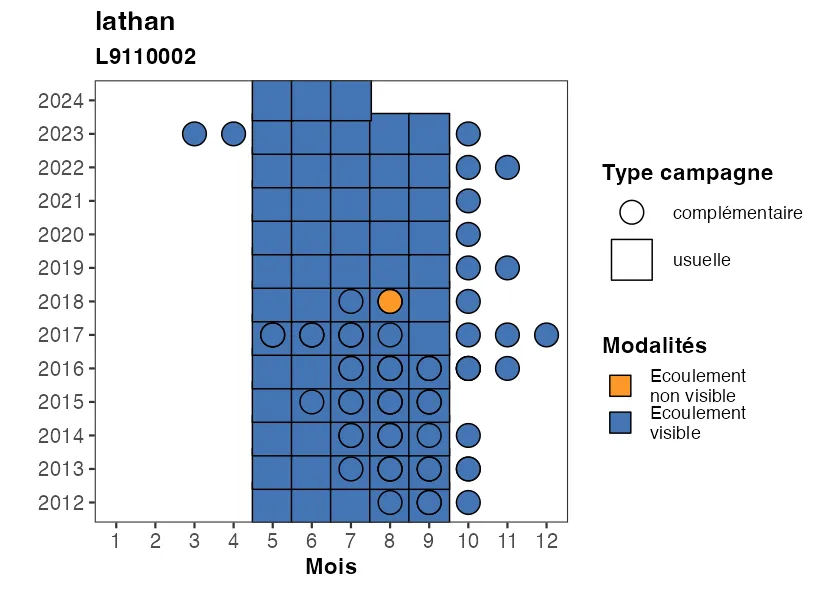 lathan
L9110002
2024
2023
2022
2021
2020
2019
2018
2017
2016
2015
2014
2013
2012
1 2 3 4 5 6 7 8 9 10 11 12
Mois
Type campagne
complémentaire
usuelle
Modalités
Ecoulement
non visible
Ecoulement
visible